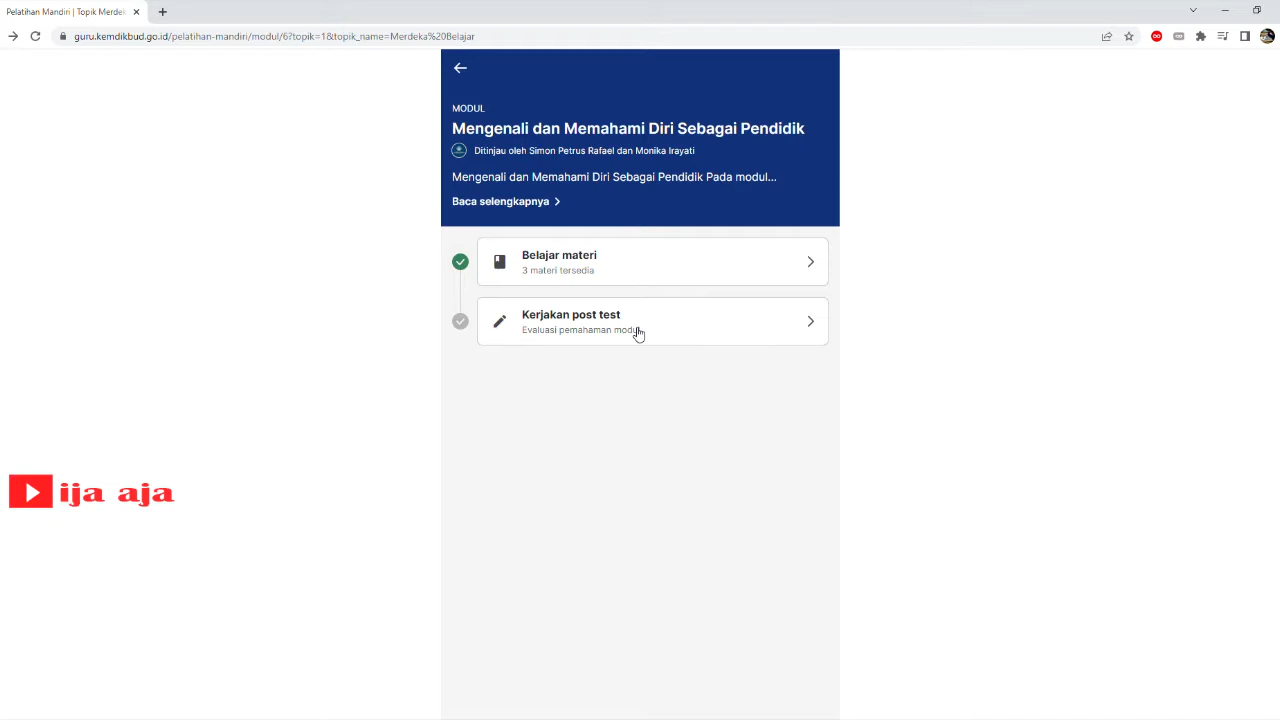 Pelatihan Mandiri | Topik Merdek
guru.kemdikbud.go.id/pelatihan-mandiri/modul/6?topik=1&topik_name=Merdeka%20Belajar
MODUL
Mengenali dan Memahami Diri Sebagai Pendidik
Ditinjau oleh Simon Petrus Rafael dan Monika Irayati
Mengenali dan Memahami Diri Sebagai Pendidik Pada modul...
Baca selengkapnya
Belajar materi
3 materi tersedia
Kerjakan post test
Evaluasi pemahaman modul
ija aja